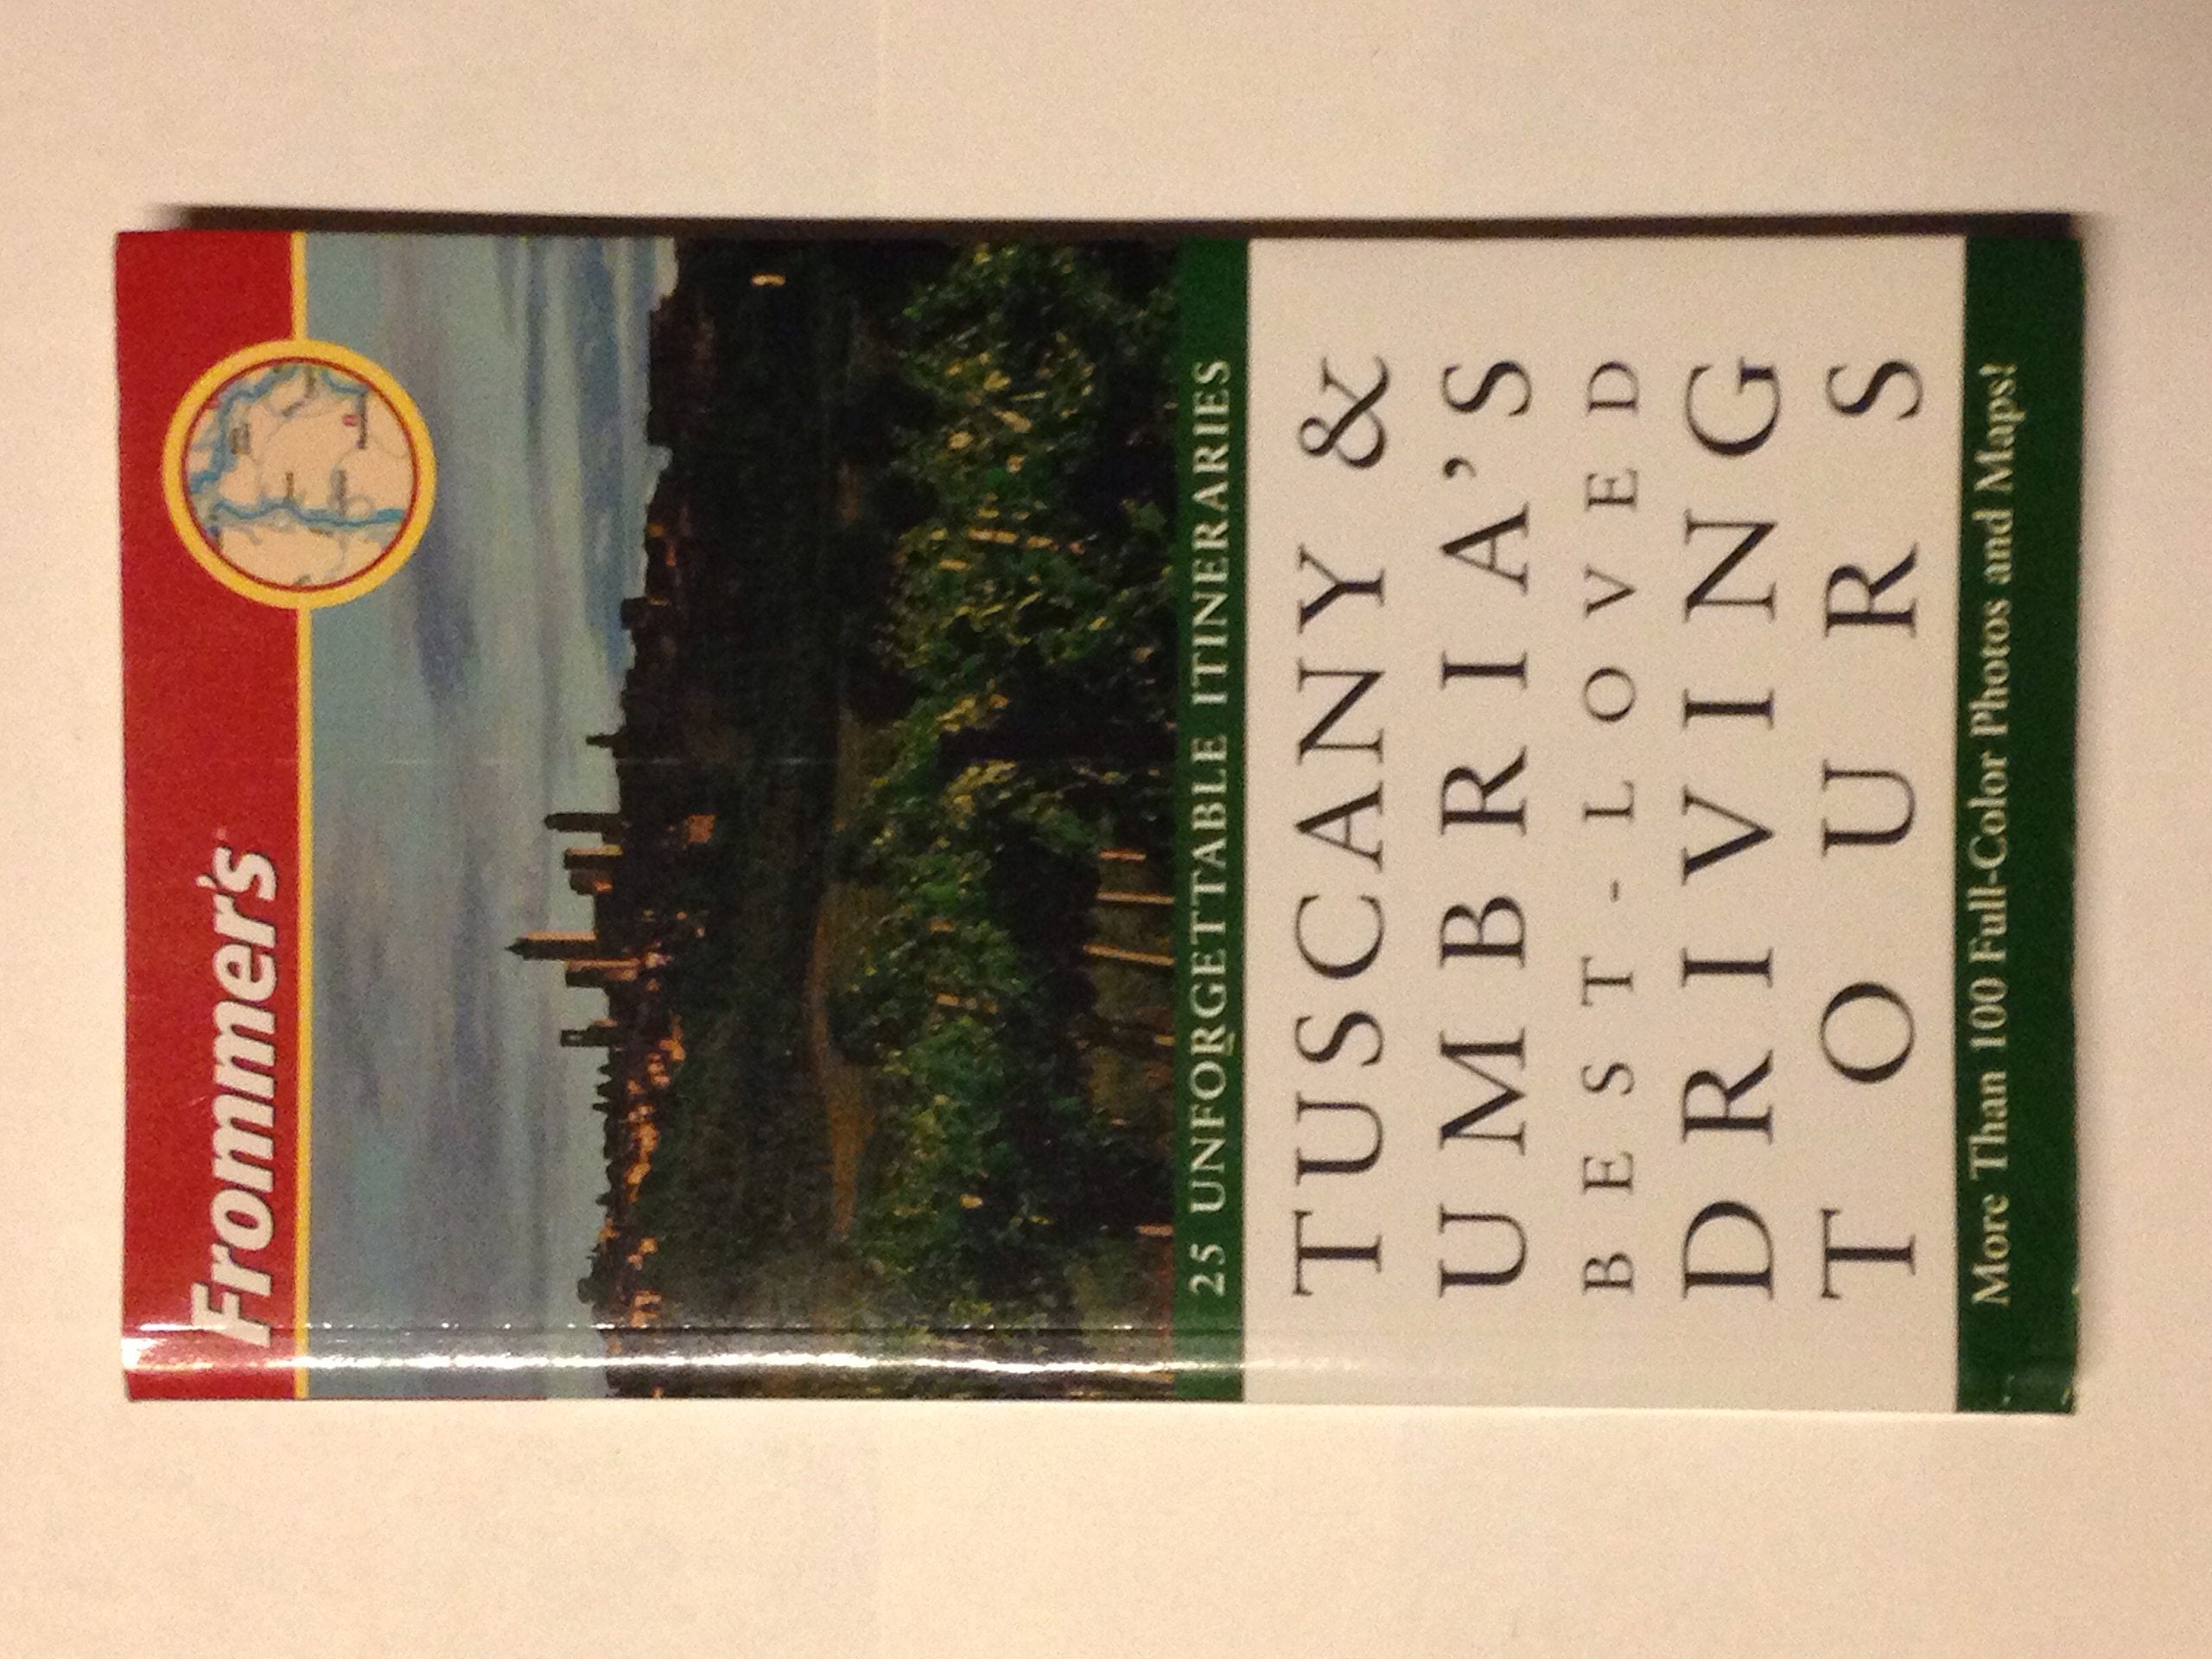 Frommer's
25 UNFORGETTABLE ITINERARIES
TUSCANY &
UMBRIA'S
BEST-LOVED
DRIVING
TOURS
More Than 100 Full-Color Photos and Maps!